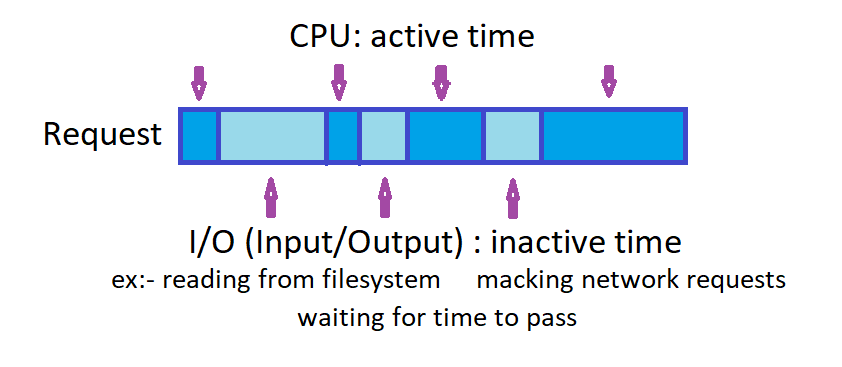 CPU: active time
Request
I/O (Input/Output) : inactive time
ex:- reading from filesystem macking network requests
waiting for time to pass